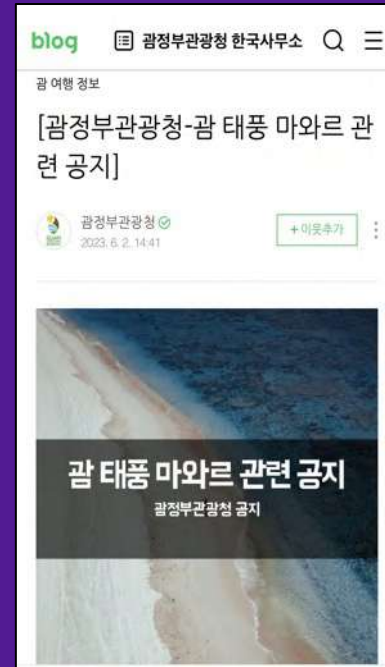 blog 괌정부관광청 한국사무소
괌 여행 정보
[괌정부관광청-괌 태풍 마와르 관
련 공지]
괌정부관광청
2023. 6. 2. 14:41
+이웃추가
괌 태풍 마와르 관련 공지
괌정부관광청 공지